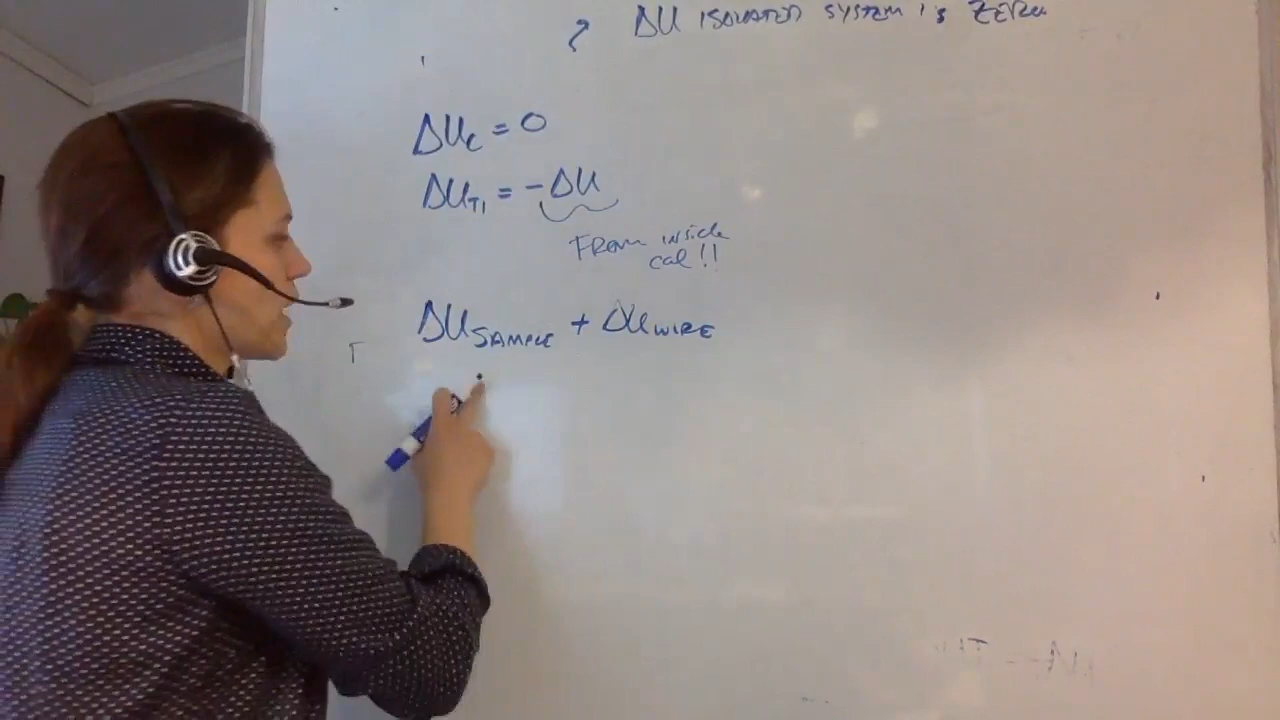 ΔU ISOLATED SYSTEM is ZERO
ΔU_C = 0
ΔU_T1 = -ΔU
FROM inside
cal!!
ΔU_SAMPLE + ΔU_WIRE